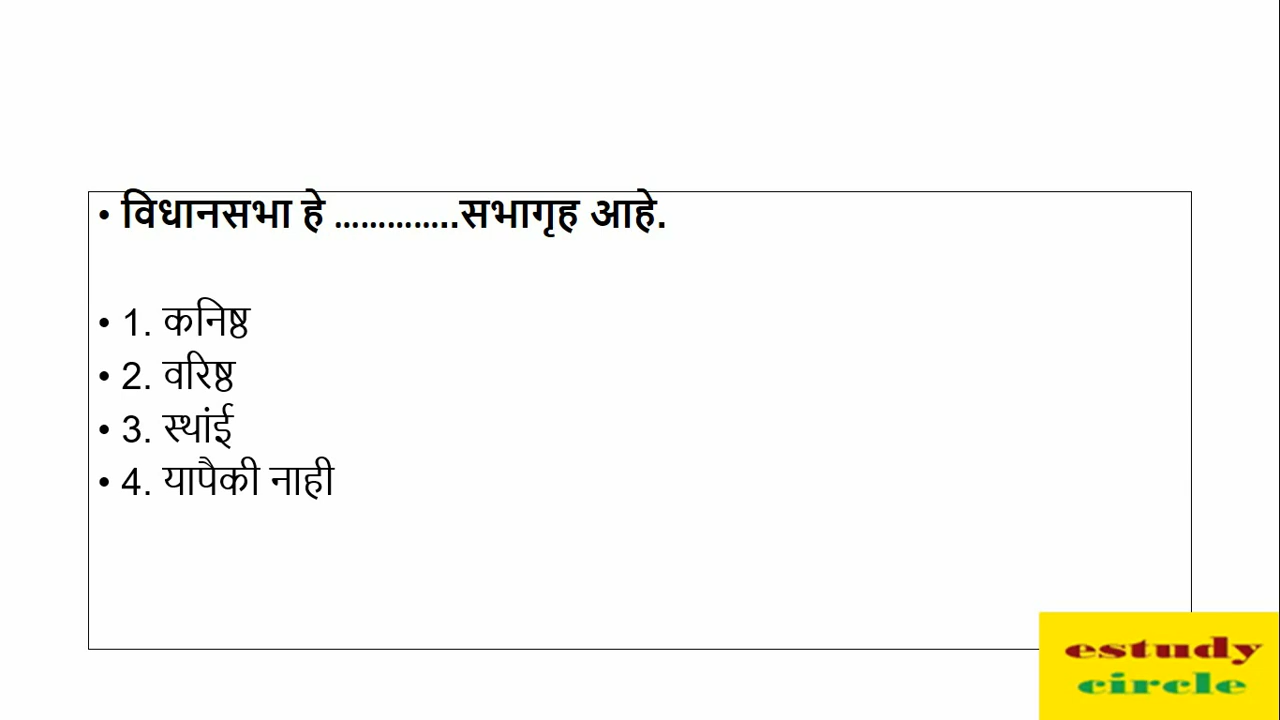 • विधानसभा हे …………..सभागृह आहे.
• 1. कनिष्ठ
• 2. वरिष्ठ
• 3. स्थांई
• 4. यापैकी नाही
estudy
circle